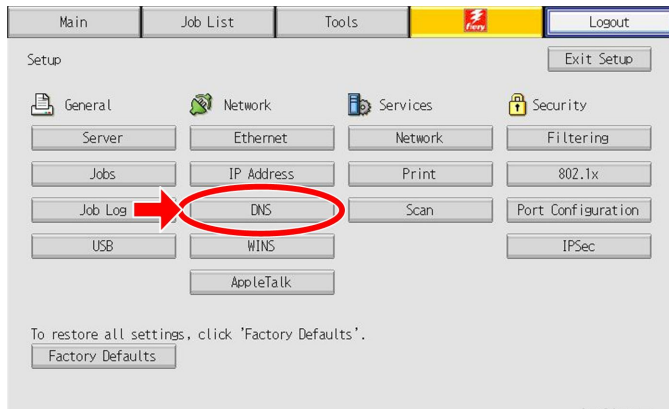 Main Job List Tools fiery Logout
Setup Exit Setup
General Network Services Security
Server Ethernet Network Filtering
Jobs IP Address Print 802.1x
Job Log DNS Scan Port Configuration
USB WINS IPSec
AppleTalk
To restore all settings, click 'Factory Defaults'.
Factory Defaults